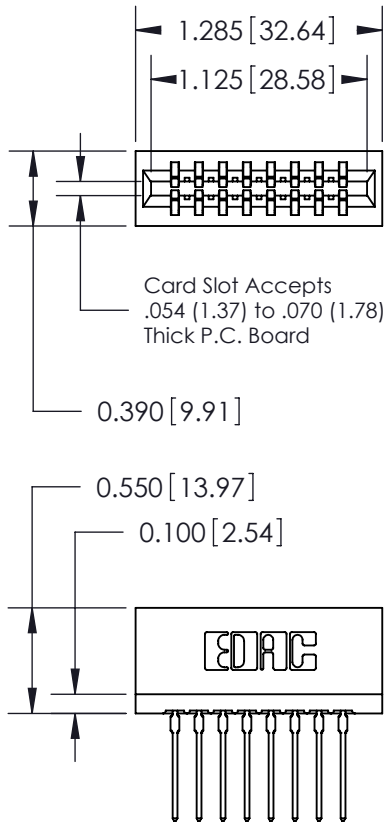 1.285 [32.64]
1.125 [28.58]
Card Slot Accepts
.054 (1.37) to .070 (1.78)
Thick P.C. Board
0.390 [9.91]
0.550 [13.97]
0.100 [2.54]
EDAC